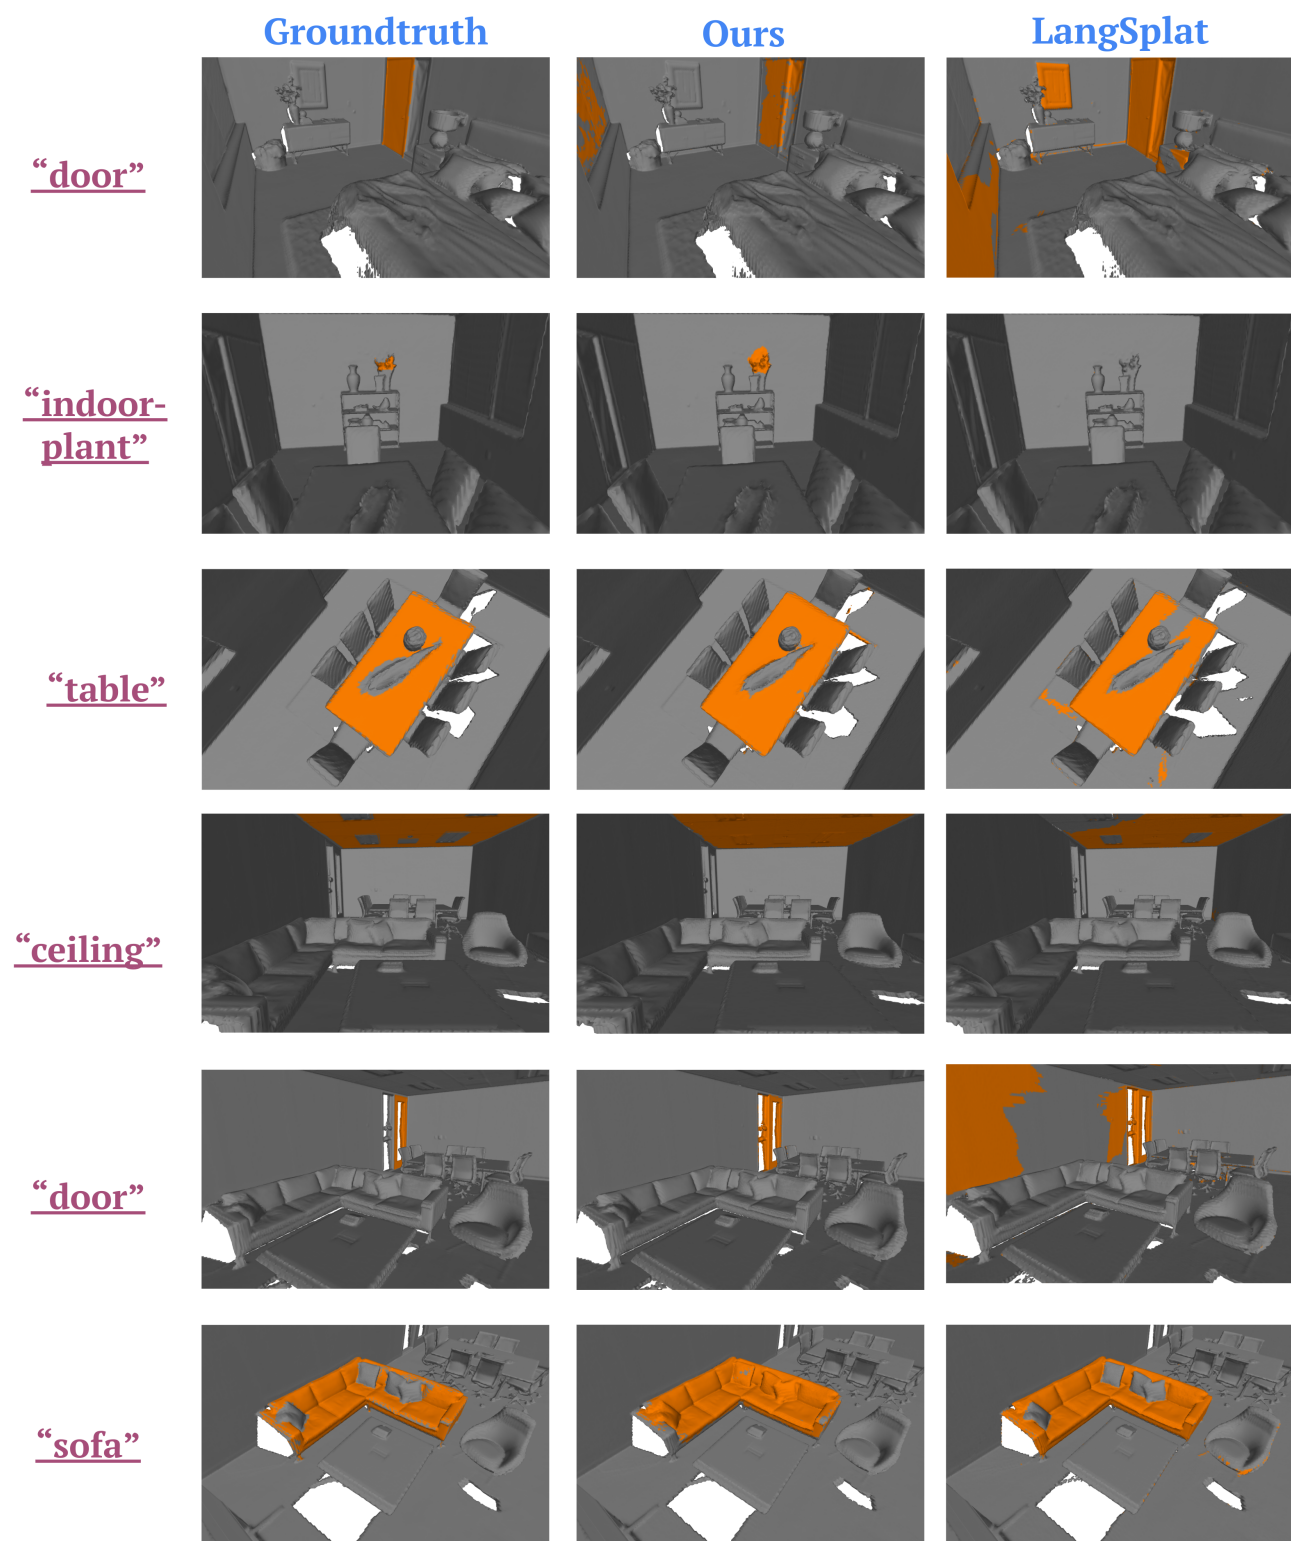 Groundtruth Ours LangSplat
“door”
“indoor-
plant”
“table”
“ceiling”
“door”
“sofa”